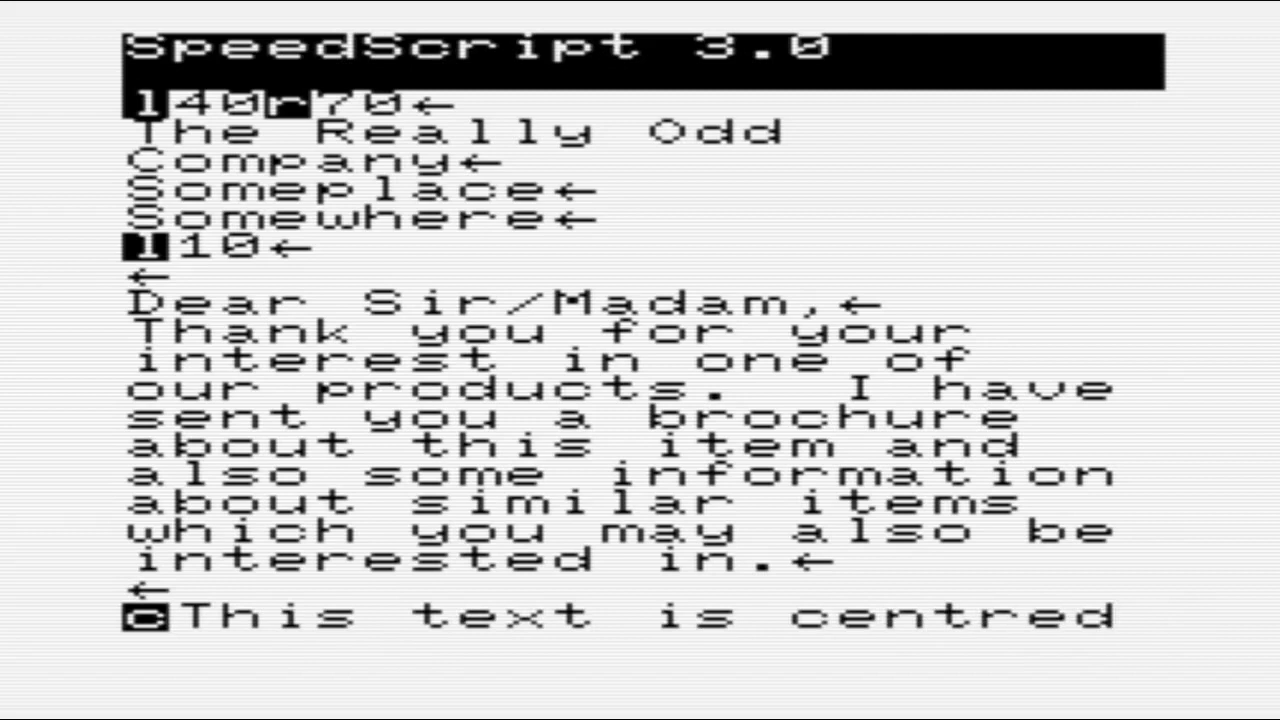 SpeedScript 3.0
l40r70←
The Really Odd
Company←
Someplace←
Somewhere←
l10←
←
Dear Sir/Madam,←
Thank you for your
interest in one of
our products. I have
sent you a brochure
about this item and
also some information
about similar items
which you may also be
interested in.←
←
cThis text is centred